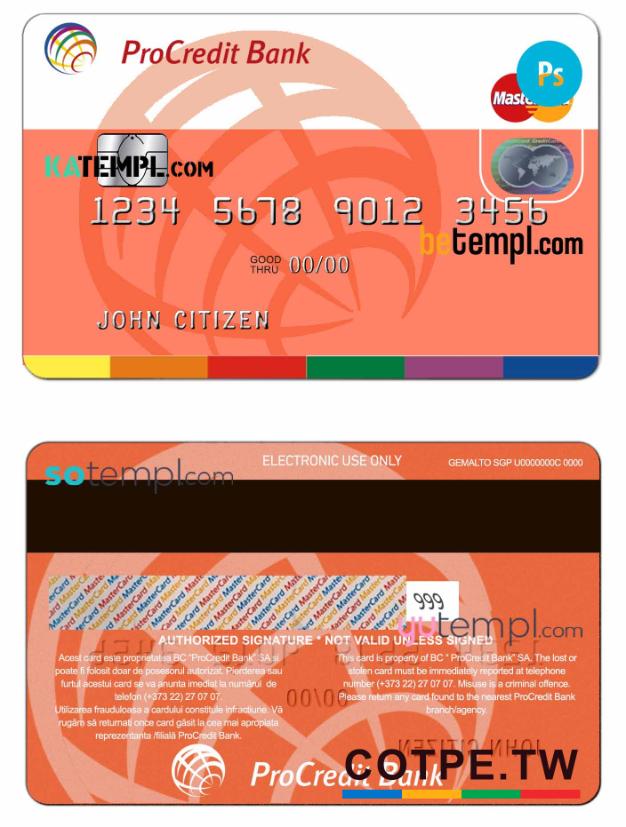 ProCredit Bank
Ps
MasterCard
KATEMPL.COM
1234 5678 9012 3456
betempl.com
GOOD THRU 00/00
JOHN CITIZEN
sotempl.com
ELECTRONIC USE ONLY
GEMALTO SGP U0000000C 0000
999
gutempl.com
AUTHORIZED SIGNATURE * NOT VALID UNLESS SIGNED
Acest card este proprietatea BC "ProCredit Bank" SA si
poate fi folosit doar de posesorul autorizat. Pierderea sau
furtul acestui card se va anunta imediat la numărul de
telefon (+373 22) 27 07 07.
Utilizarea frauduloasa a cardului constituie infractiune. Vă
rugăm să returnati orice card găsit la cea mai apropiata
reprezentanta /filială ProCredit Bank.
This card is property of BC " ProCredit Bank" SA. The lost or
stolen card must be immediately reported at telephone
number (+373 22) 27 07 07. Misuse is a criminal offence.
Please return any card found to the nearest ProCredit Bank
branch/agency.
ProCredit Bank
COTPE.TW